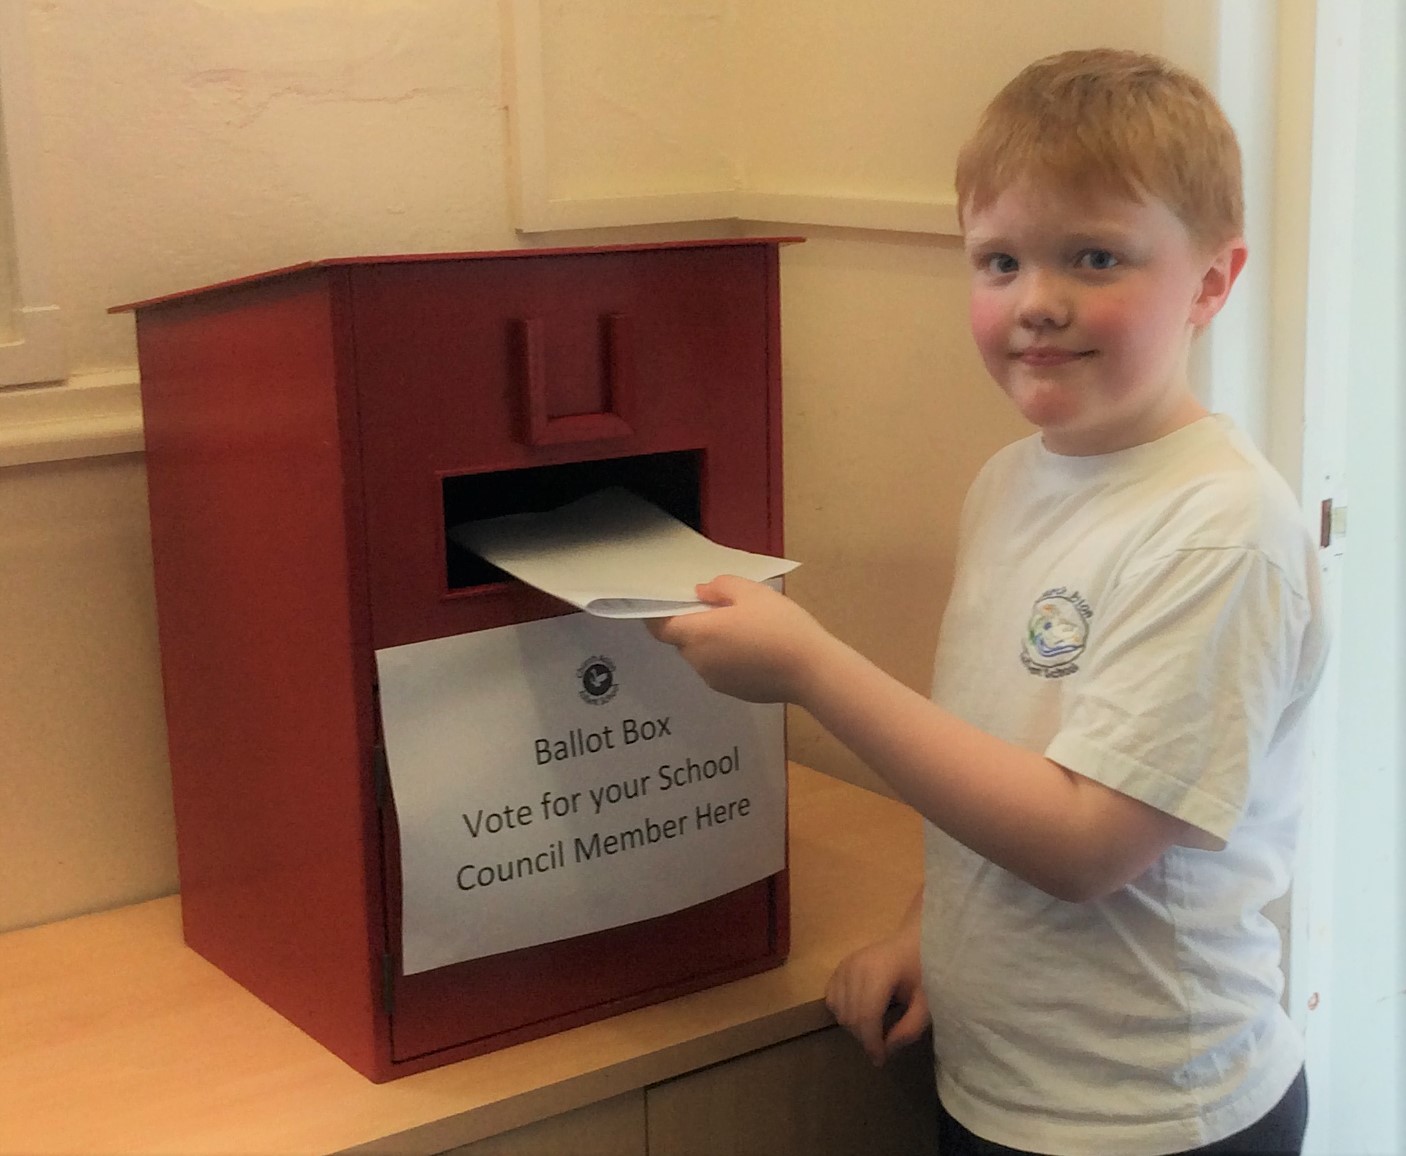 Ballot Box
Vote for your School
Council Member Here